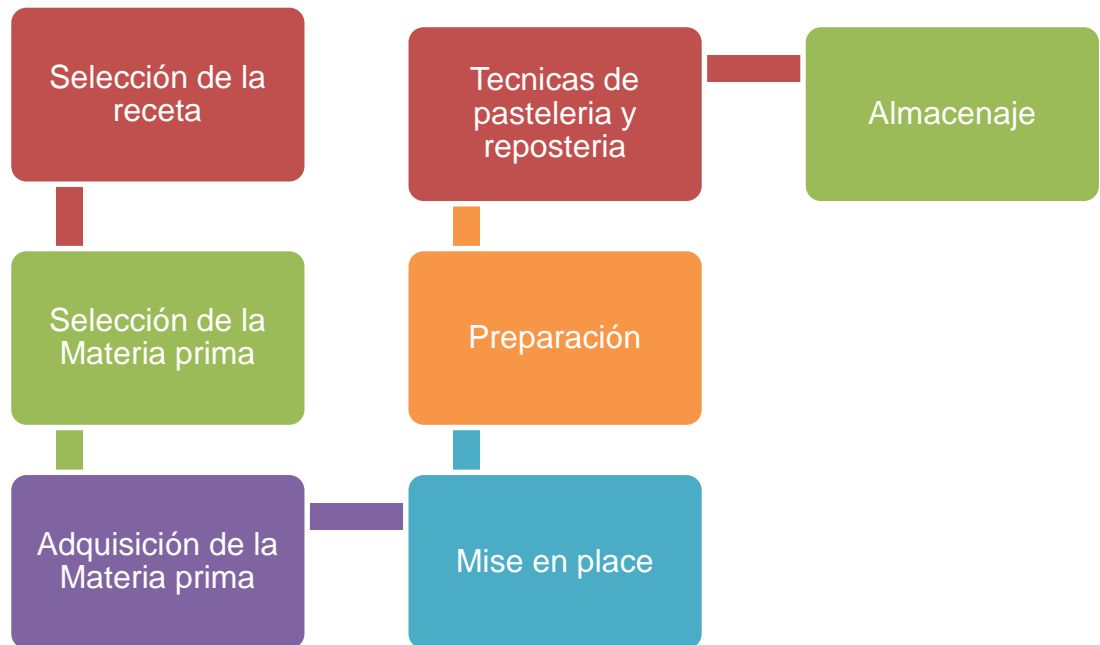 Selección de la
receta
Selección de la
Materia prima
Adquisición de la
Materia prima
Mise en place
Preparación
Tecnicas de
pasteleria y
reposteria
Almacenaje